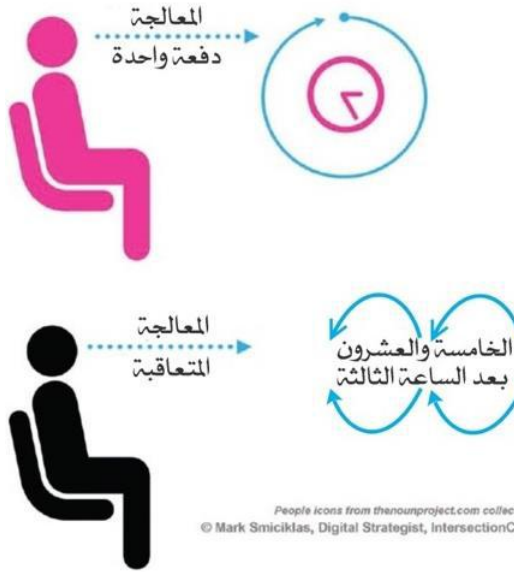 المعالجة
دفعة واحدة
المعالجة
المتعاقبة
الخامسة والعشرون
بعد الساعة الثالثة
People icons from thenounproject.com collec
© Mark Smiciklas, Digital Strategist, IntersectionC